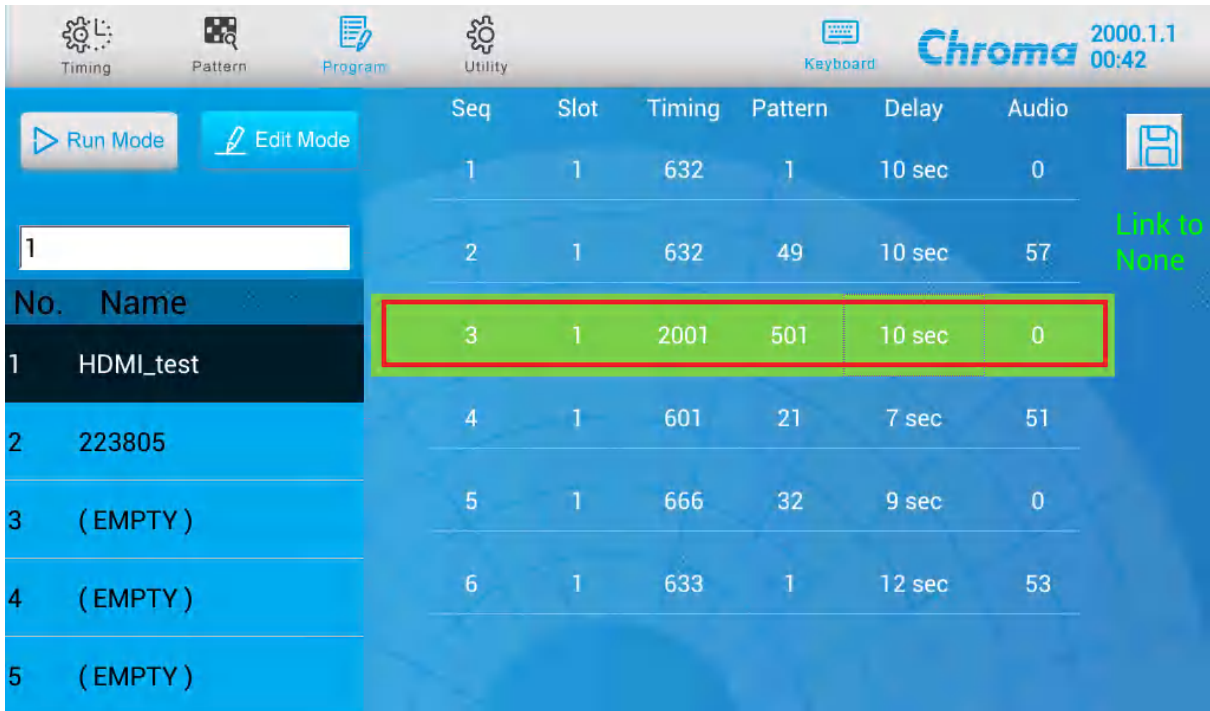 Timing Pattern Program Utility Keyboard Chroma 2000.1.1
00:42
Run Mode Edit Mode
1
No. Name
1 HDMI_test
2 223805
3 ( EMPTY )
4 ( EMPTY )
5 ( EMPTY )
Seq Slot Timing Pattern Delay Audio
1 1 632 1 10 sec 0
2 1 632 49 10 sec 57
3 1 2001 501 10 sec 0
4 1 601 21 7 sec 51
5 1 666 32 9 sec 0
6 1 633 1 12 sec 53
Link to
None